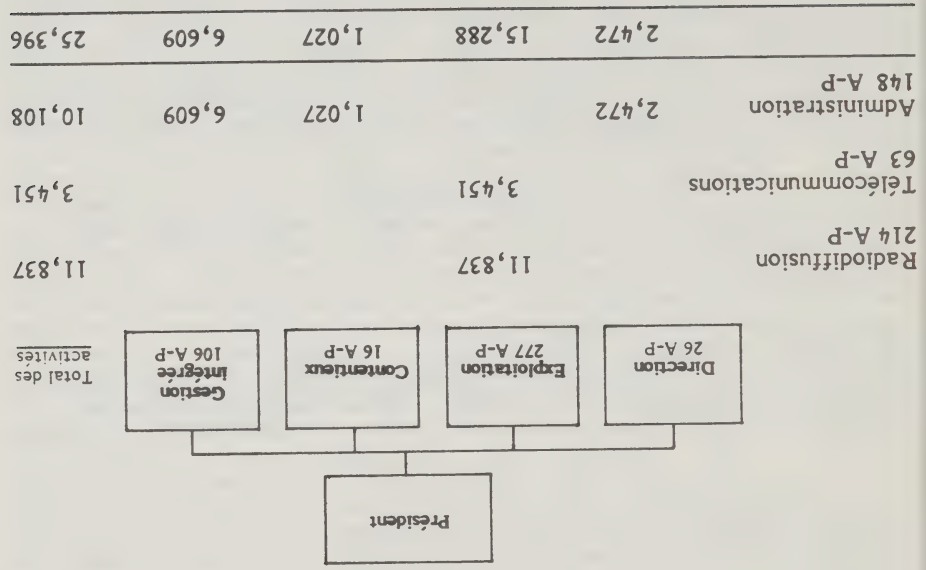 Président
Direction
26 A-P
Exploitation
277 A-P
Contentieux
16 A-P
Gestion
intégrée
106 A-P
Total des
activités
Radiodiffusion
214 A-P
11,837 11,837
Télécommunications
63 A-P
3,451 3,451
Administration
148 A-P
2,472 1,027 6,609 10,108
2,472 15,288 1,027 6,609 25,396